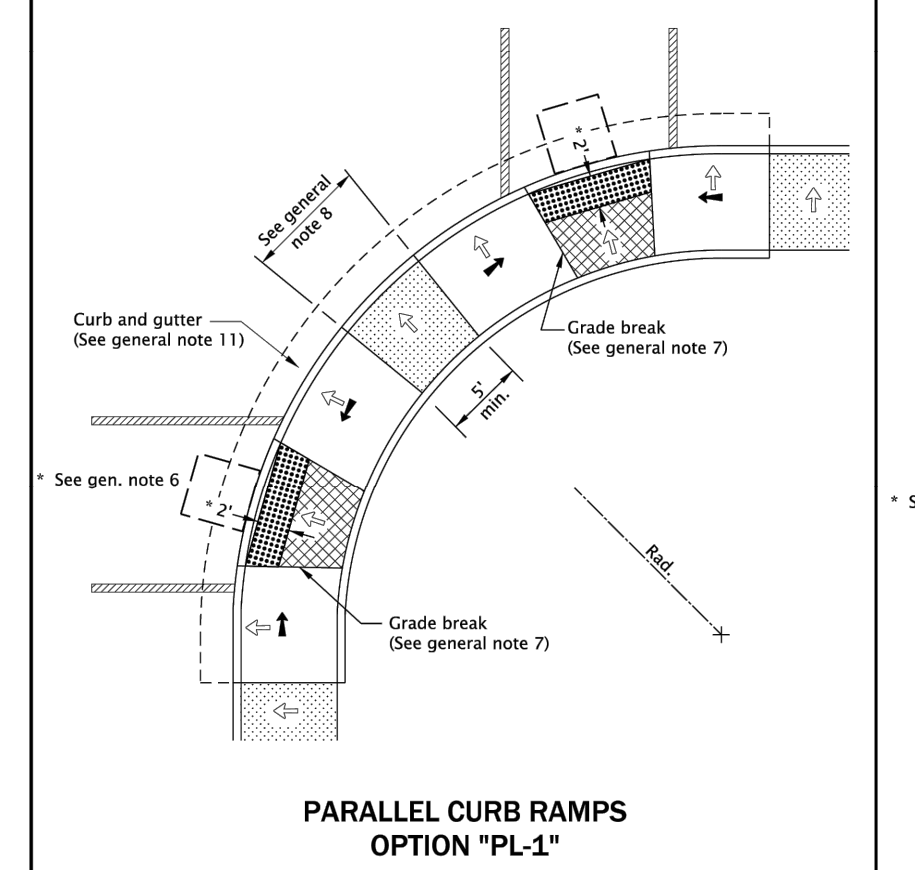 * 2'
See general
note 8
Curb and gutter
(See general note 11)
Grade break
(See general note 7)
5'
min.
* See gen. note 6
* 2'
* S
Rad.
Grade break
(See general note 7)
PARALLEL CURB RAMPS
OPTION "PL-1"